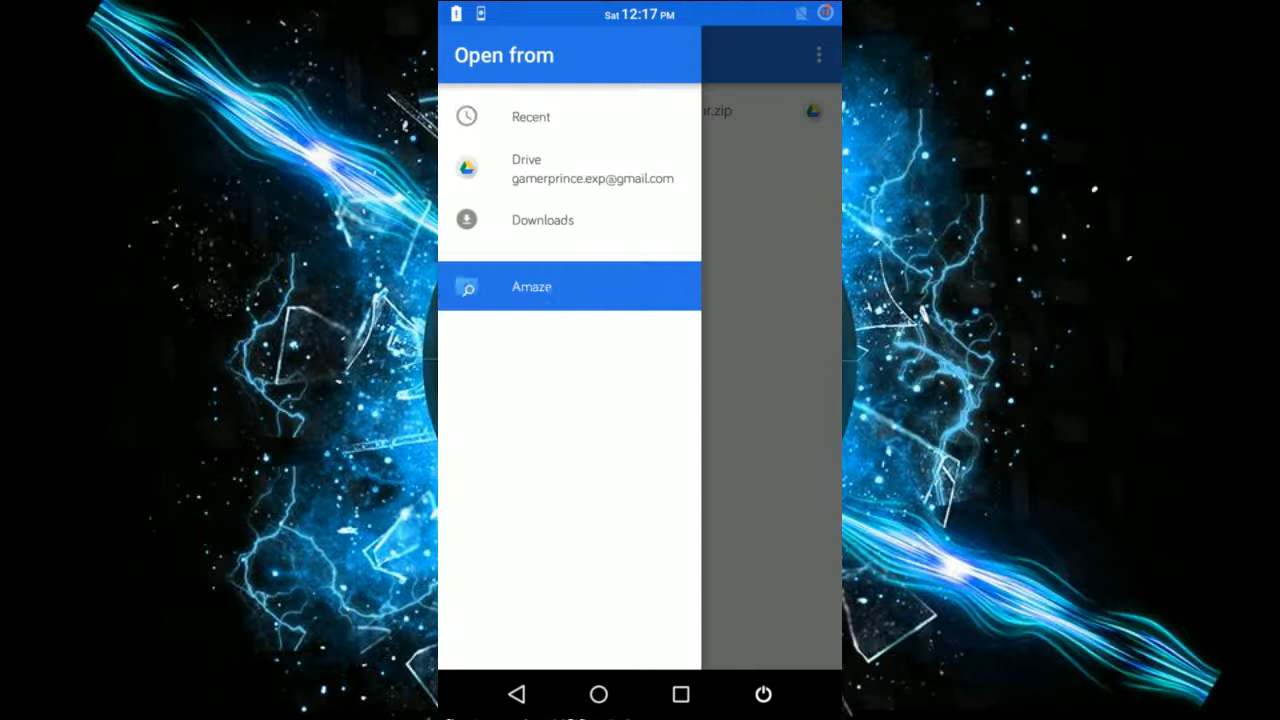 Sat 12:17 PM
Open from
Recent
Drive
gamerprince.exp@gmail.com
Downloads
Amaze
r.zip